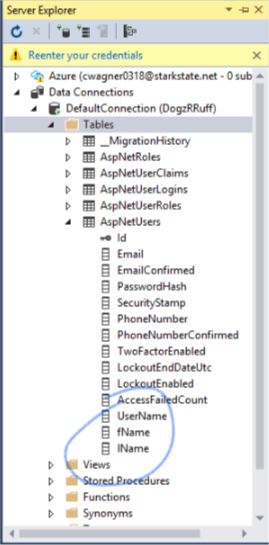 Server Explorer
Reenter your credentials
Azure (cwagner0318@starkstate.net - 0 sub
Data Connections
DefaultConnection (DogzRRuff)
Tables
__MigrationHistory
AspNetRoles
AspNetUserClaims
AspNetUserLogins
AspNetUserRoles
AspNetUsers
Id
Email
EmailConfirmed
PasswordHash
SecurityStamp
PhoneNumber
PhoneNumberConfirmed
TwoFactorEnabled
LockoutEndDateUtc
LockoutEnabled
AccessFailedCount
UserName
fName
lName
Views
Stored Procedures
Functions
Synonyms